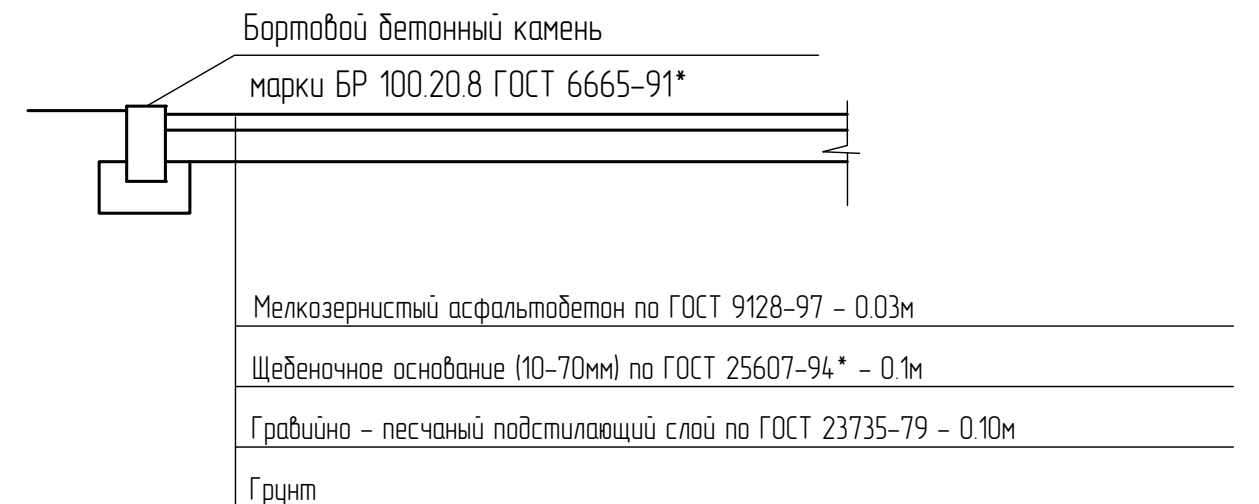 Бортовой бетонный камень
марки БР 100.20.8 ГОСТ 6665-91*
Мелкозернистый асфальтобетон по ГОСТ 9128-97 - 0.03м
Щебеночное основание (10-70мм) по ГОСТ 25607-94* - 0.1м
Гравийно - песчаный подстилающий слой по ГОСТ 23735-79 - 0.10м
Грунт